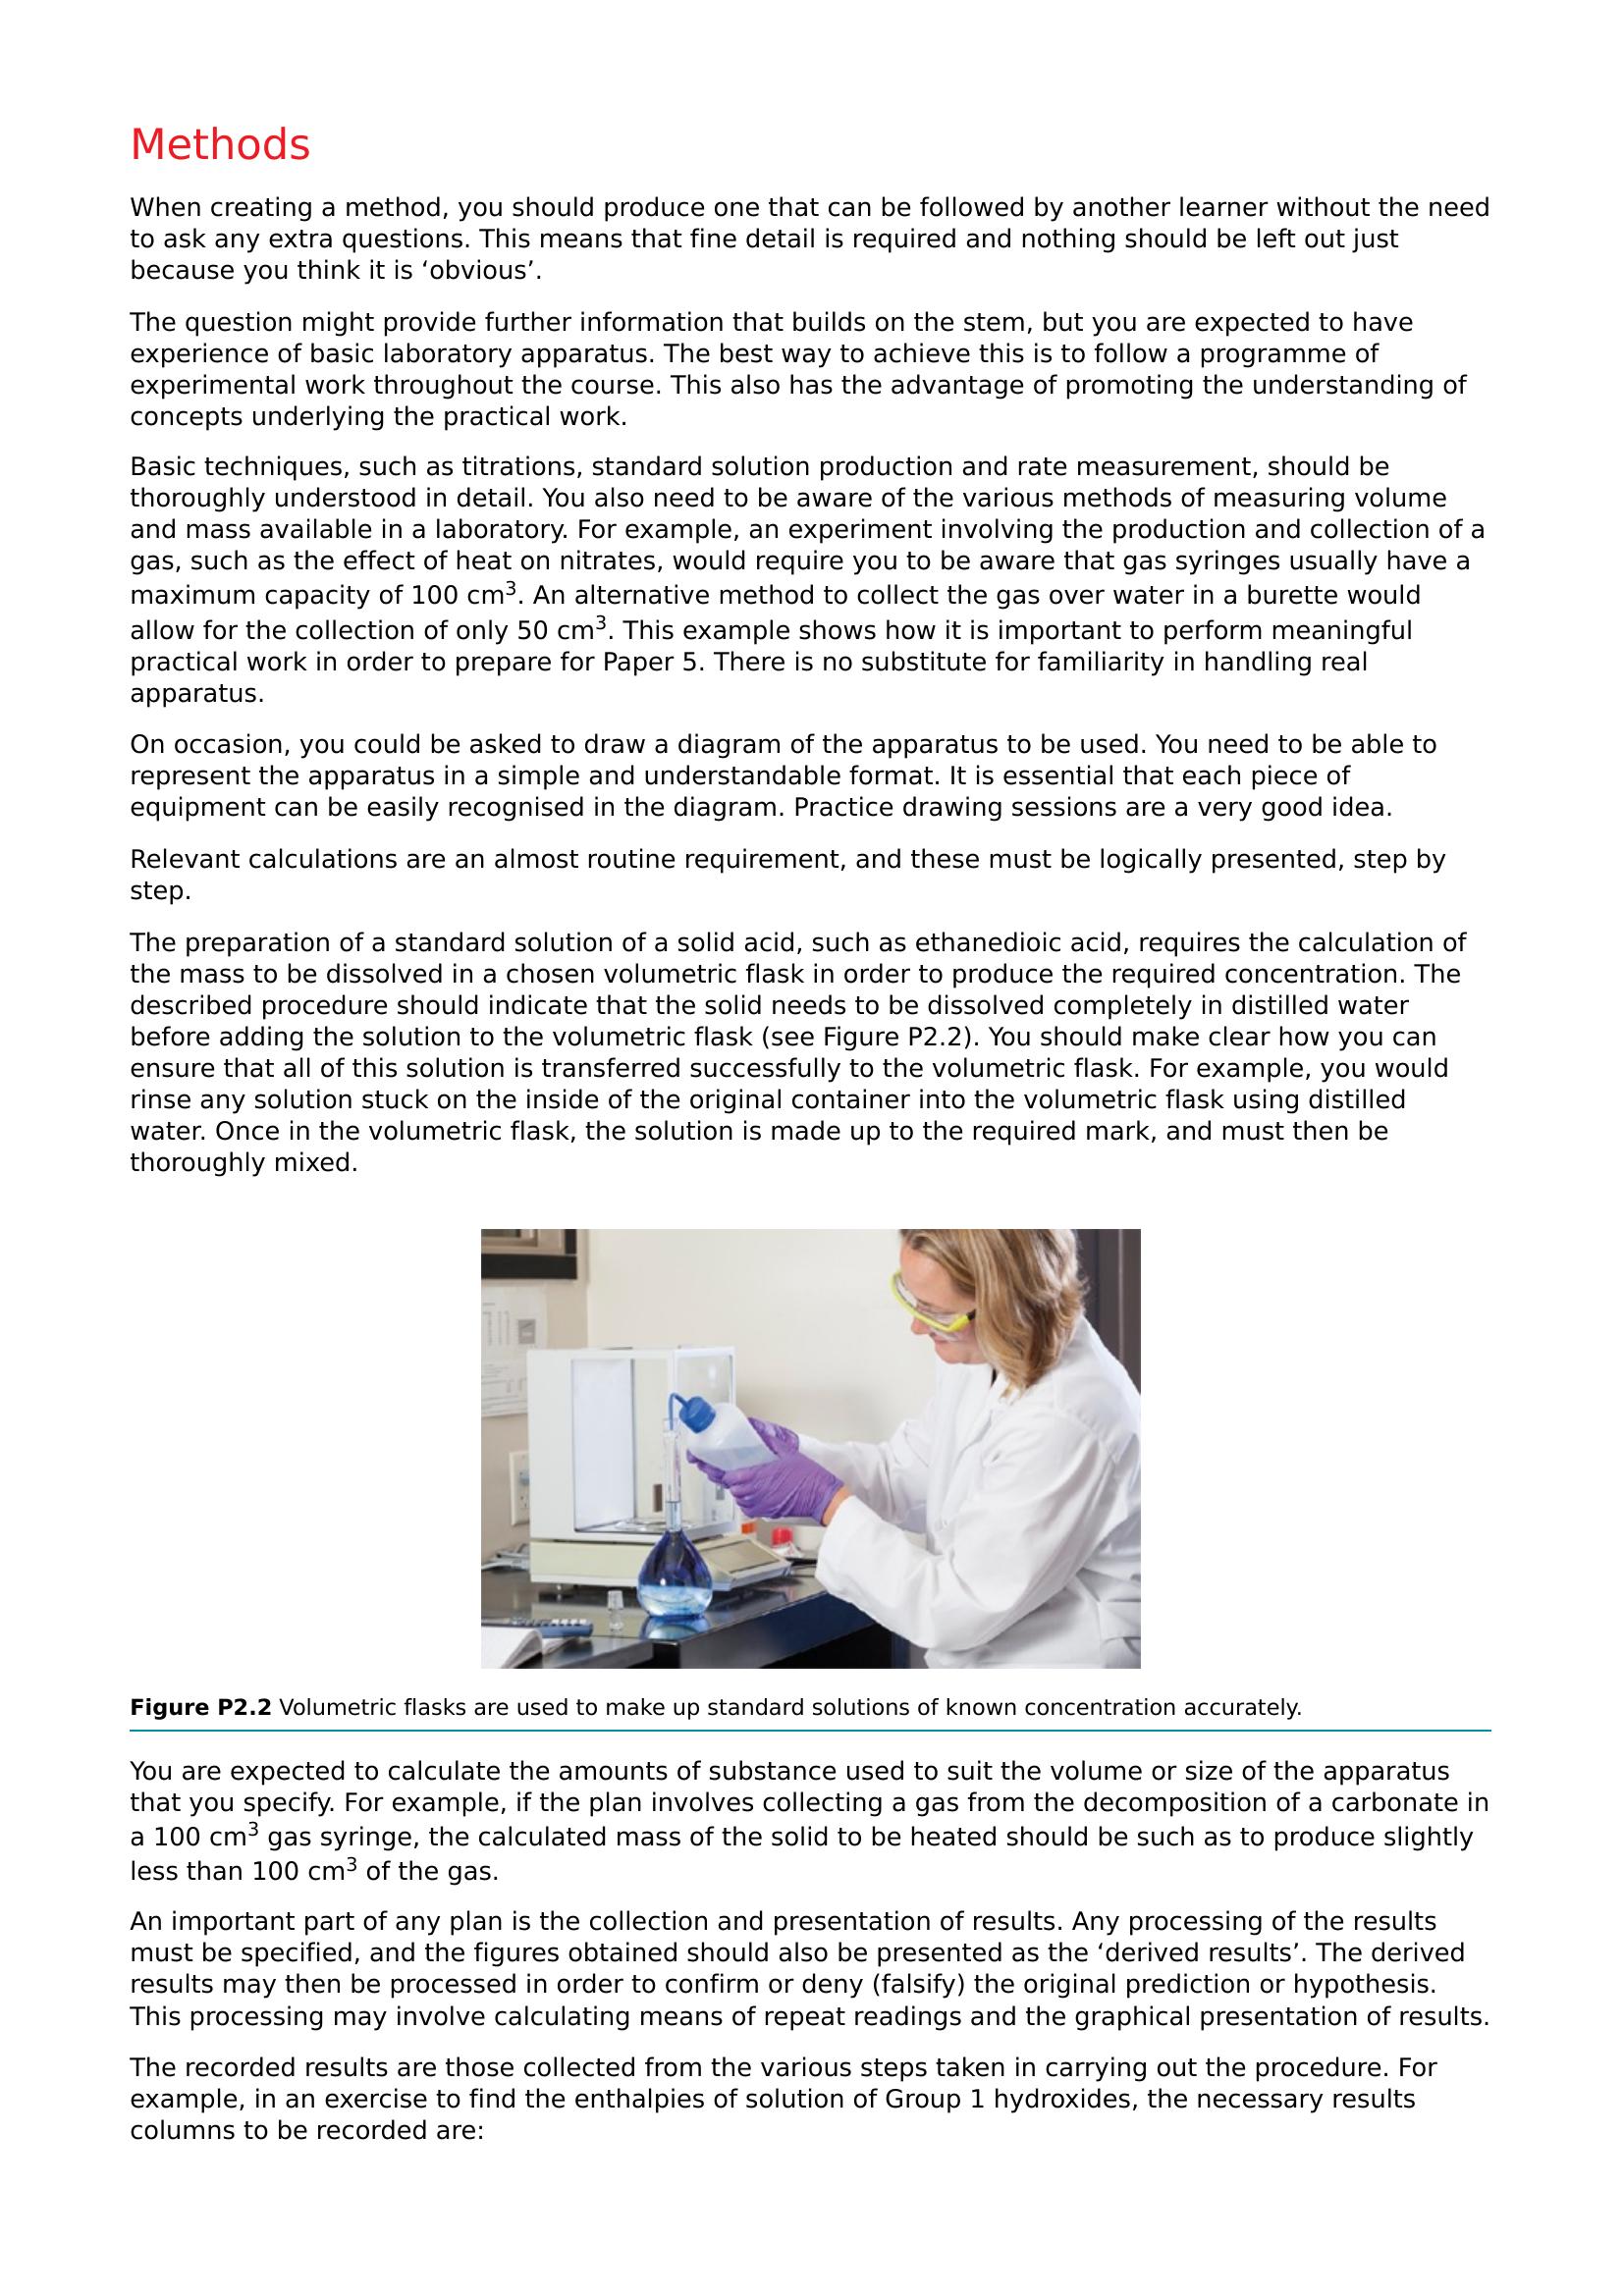 Methods
When creating a method, you should produce one that can be followed by another learner without the need
to ask any extra questions. This means that fine detail is required and nothing should be left out just
because you think it is ‘obvious’.
The question might provide further information that builds on the stem, but you are expected to have
experience of basic laboratory apparatus. The best way to achieve this is to follow a programme of
experimental work throughout the course. This also has the advantage of promoting the understanding of
concepts underlying the practical work.
Basic techniques, such as titrations, standard solution production and rate measurement, should be
thoroughly understood in detail. You also need to be aware of the various methods of measuring volume
and mass available in a laboratory. For example, an experiment involving the production and collection of a
gas, such as the effect of heat on nitrates, would require you to be aware that gas syringes usually have a
maximum capacity of 100 cm³. An alternative method to collect the gas over water in a burette would
allow for the collection of only 50 cm³. This example shows how it is important to perform meaningful
practical work in order to prepare for Paper 5. There is no substitute for familiarity in handling real
apparatus.
On occasion, you could be asked to draw a diagram of the apparatus to be used. You need to be able to
represent the apparatus in a simple and understandable format. It is essential that each piece of
equipment can be easily recognised in the diagram. Practice drawing sessions are a very good idea.
Relevant calculations are an almost routine requirement, and these must be logically presented, step by
step.
The preparation of a standard solution of a solid acid, such as ethanedioic acid, requires the calculation of
the mass to be dissolved in a chosen volumetric flask in order to produce the required concentration. The
described procedure should indicate that the solid needs to be dissolved completely in distilled water
before adding the solution to the volumetric flask (see Figure P2.2). You should make clear how you can
ensure that all of this solution is transferred successfully to the volumetric flask. For example, you would
rinse any solution stuck on the inside of the original container into the volumetric flask using distilled
water. Once in the volumetric flask, the solution is made up to the required mark, and must then be
thoroughly mixed.
Figure P2.2 Volumetric flasks are used to make up standard solutions of known concentration accurately.
You are expected to calculate the amounts of substance used to suit the volume or size of the apparatus
that you specify. For example, if the plan involves collecting a gas from the decomposition of a carbonate in
a 100 cm³ gas syringe, the calculated mass of the solid to be heated should be such as to produce slightly
less than 100 cm³ of the gas.
An important part of any plan is the collection and presentation of results. Any processing of the results
must be specified, and the figures obtained should also be presented as the ‘derived results’. The derived
results may then be processed in order to confirm or deny (falsify) the original prediction or hypothesis.
This processing may involve calculating means of repeat readings and the graphical presentation of results.
The recorded results are those collected from the various steps taken in carrying out the procedure. For
example, in an exercise to find the enthalpies of solution of Group 1 hydroxides, the necessary results
columns to be recorded are: